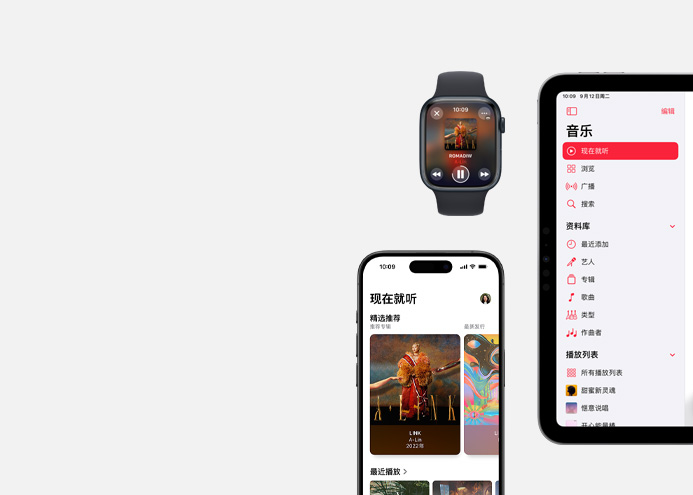 10:09
ROMADIW
10:09
现在就听
精选推荐
推荐专辑
最新发行
LINK
A-Lin
2022年
最近播放
10:09 9月12日周二
编辑
音乐
现在就听
浏览
广播
搜索
资料库
最近添加
艺人
专辑
歌曲
类型
作曲者
播放列表
所有播放列表
甜蜜新灵魂
惬意说唱
开心能量棒